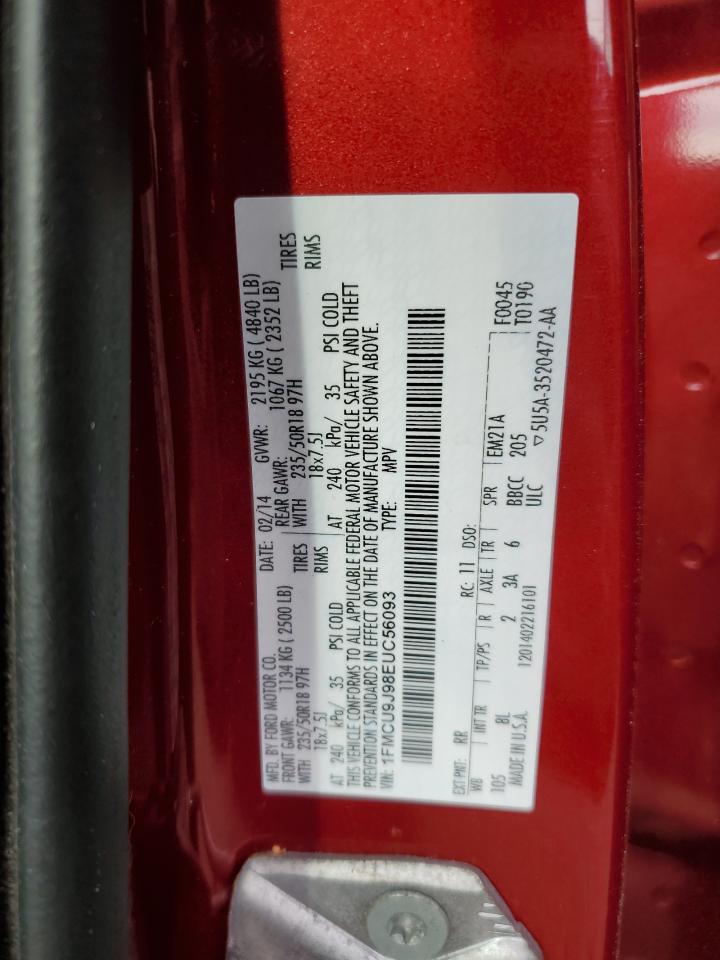 MFD. BY FORD MOTOR CO.
DATE: 02/14 GVWR: 2195 KG ( 4840 LB)
FRONT GAWR: 1134 KG ( 2500 LB) REAR GAWR: 1067 KG ( 2352 LB)
WITH 235/50R18 97H TIRES WITH 235/50R18 97H TIRES
18x7.5J RIMS 18x7.5J RIMS
AT 240 kPa/ 35 PSI COLD AT 240 kPa/ 35 PSI COLD
THIS VEHICLE CONFORMS TO ALL APPLICABLE FEDERAL MOTOR VEHICLE SAFETY AND THEFT
PREVENTION STANDARDS IN EFFECT ON THE DATE OF MANUFACTURE SHOWN ABOVE.
VIN: 1FMCU9J98EUC56093 TYPE: MPV
EXT PNT: RR RC: 11 DSO:
WB INT TR TP/PS R AXLE TR SPR EM21A F0045
105 8L 2 3A 6 BBCC 205 T0190
MADE IN U.S.A. 1201402216101 ULC ▽5U5A-3520472-AA